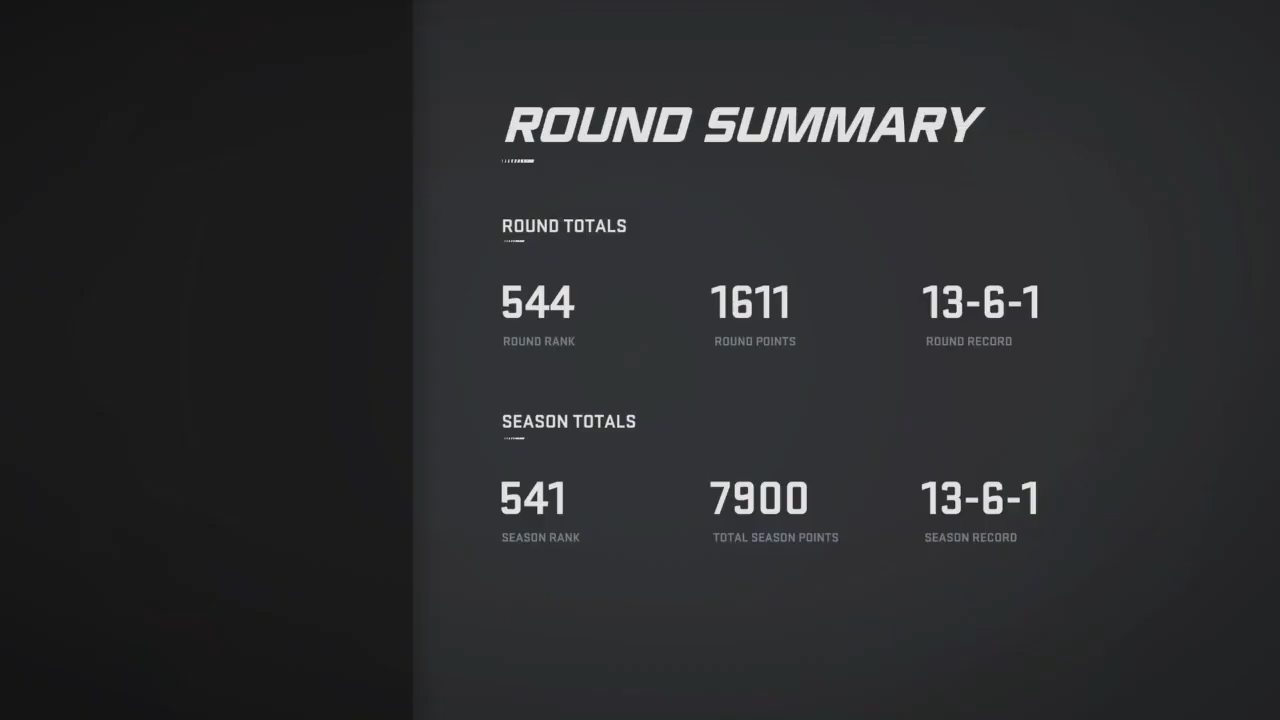 ROUND SUMMARY
ROUND TOTALS
544 1611 13-6-1
ROUND RANK ROUND POINTS ROUND RECORD
SEASON TOTALS
541 7900 13-6-1
SEASON RANK TOTAL SEASON POINTS SEASON RECORD